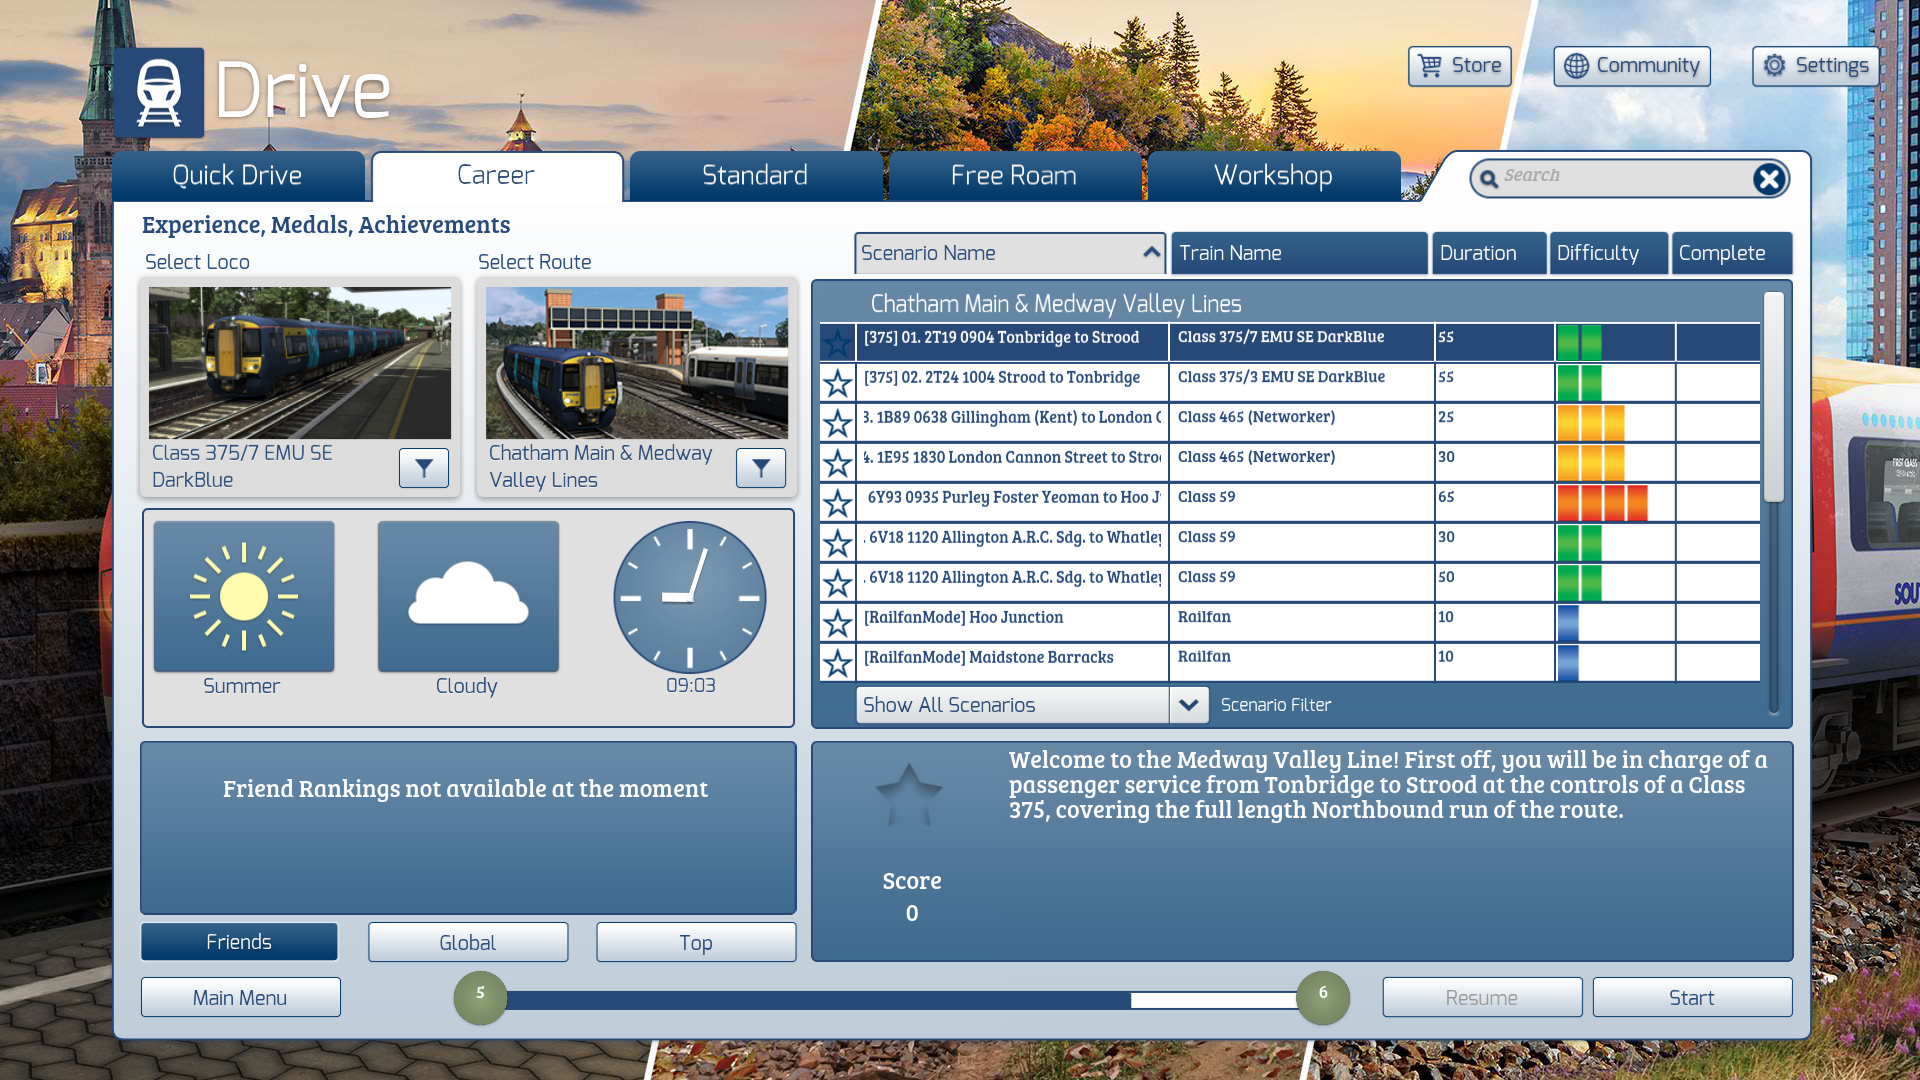 Drive
Store
Community
Settings
Quick Drive
Career
Standard
Free Roam
Workshop
Search
Experience, Medals, Achievements
Select Loco
Select Route
Class 375/7 EMU SE
DarkBlue
Chatham Main & Medway
Valley Lines
Summer
Cloudy
09:03
Scenario Name
Train Name
Duration
Difficulty
Complete
Chatham Main & Medway Valley Lines
[375] 01. 2T19 0904 Tonbridge to Strood Class 375/7 EMU SE DarkBlue 55
[375] 02. 2T24 1004 Strood to Tonbridge Class 375/3 EMU SE DarkBlue 55
3. 1B89 0638 Gillingham (Kent) to London Class 465 (Networker) 25
4. 1E95 1830 London Cannon Street to Stroo Class 465 (Networker) 30
6Y93 0935 Purley Foster Yeoman to Hoo J Class 59 65
. 6V18 1120 Allington A.R.C. Sdg. to Whatley Class 59 30
. 6V18 1120 Allington A.R.C. Sdg. to Whatley Class 59 50
[RailfanMode] Hoo Junction Railfan 10
[RailfanMode] Maidstone Barracks Railfan 10
Show All Scenarios
Scenario Filter
Friend Rankings not available at the moment
Welcome to the Medway Valley Line! First off, you will be in charge of a
passenger service from Tonbridge to Strood at the controls of a Class
375, covering the full length Northbound run of the route.
Score
0
Friends
Global
Top
Main Menu
5
6
Resume
Start
FIRST CLASS
SOU